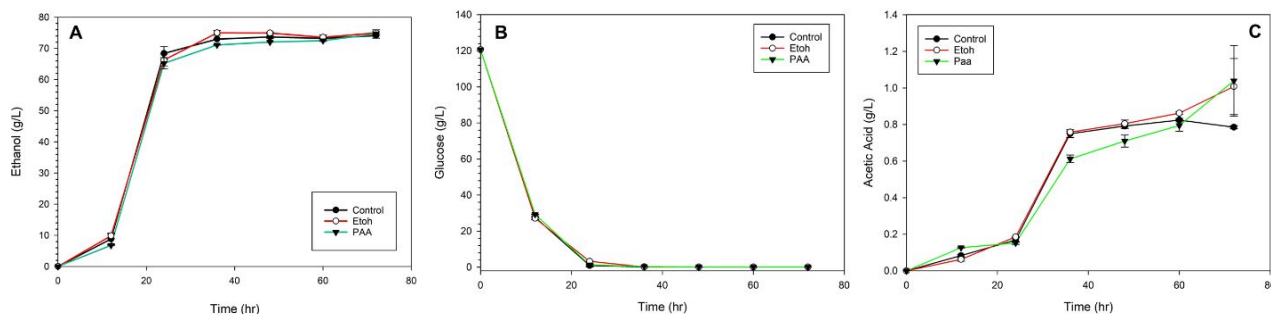 A
Ethanol (g/L)
80
70
60
50
40
30
20
10
0
Control
Etoh
PAA
0 20 40 60 80
Time (hr)
B
Glucose (g/L)
140
120
100
80
60
40
20
0
Control
Etoh
PAA
0 20 40 60 80
Time (hr)
C
Acetic Acid (g/L)
1.4
1.2
1.0
0.8
0.6
0.4
0.2
0.0
Control
Etoh
Paa
0 20 40 60 80
Time (hr)